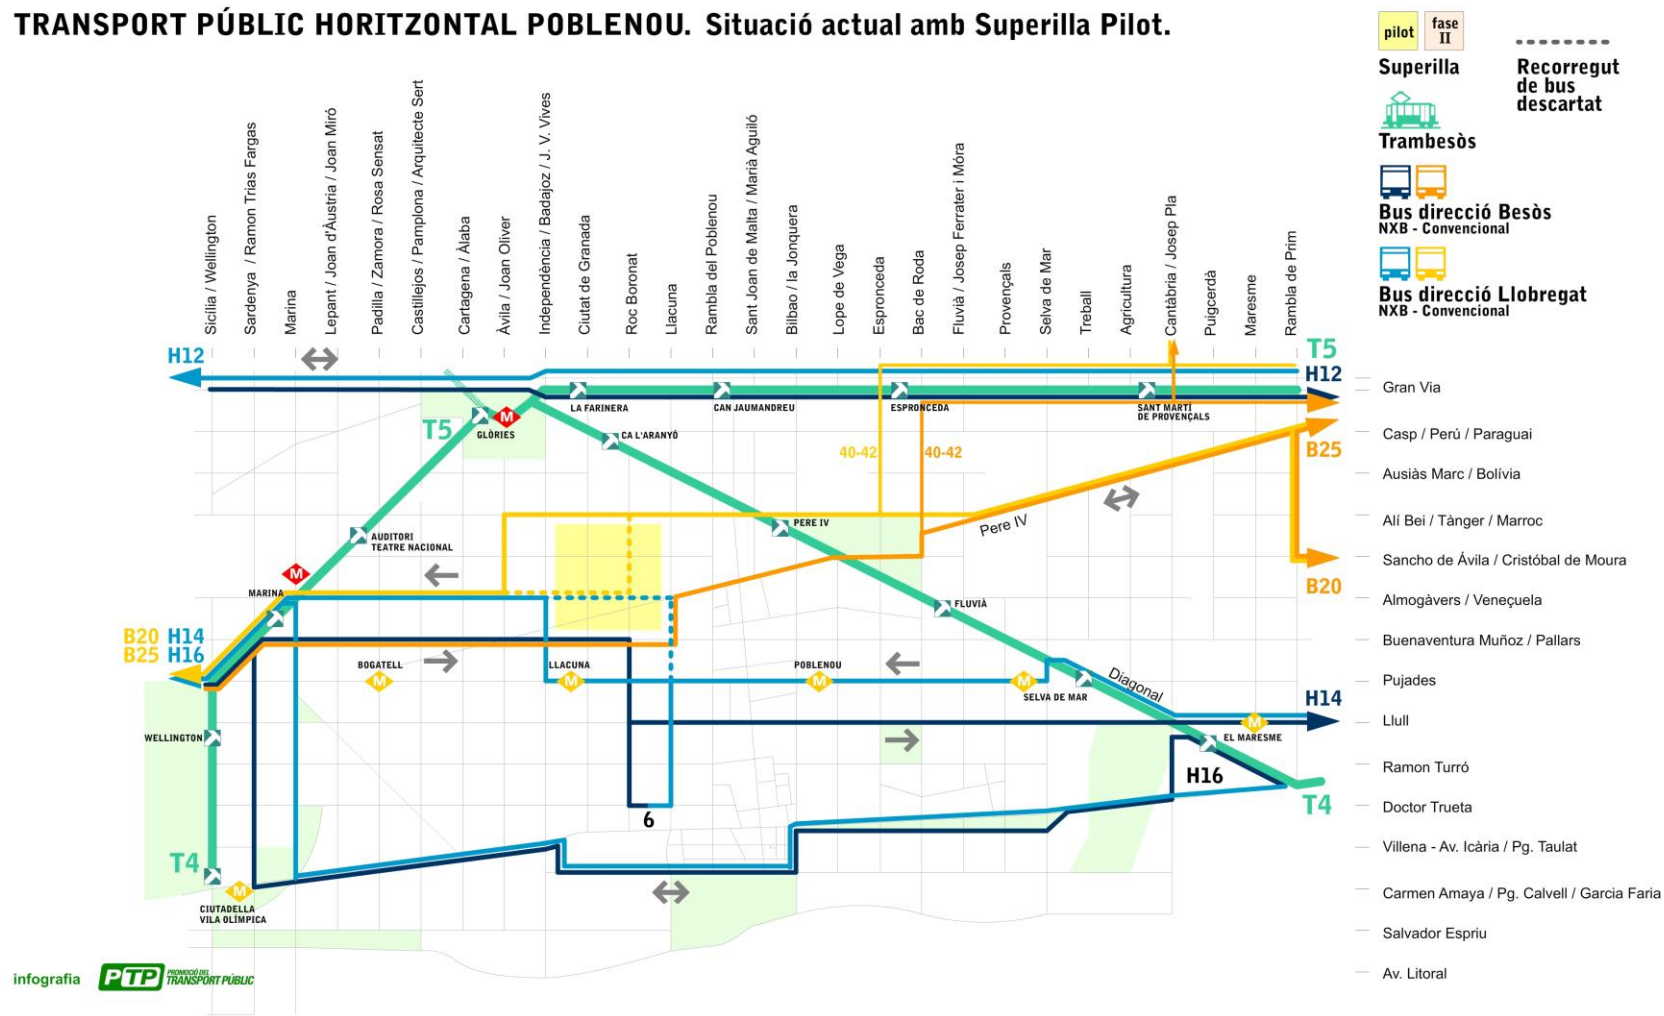 TRANSPORT PÚBLIC HORITZONTAL POBLENOU. Situació actual amb Superilla Pilot.
pilot
fase
II
Superilla
Recorregut
de bus
descartat
Trambesòs
Bus direcció Besòs
NXB - Convencional
Bus direcció Llobregat
NXB - Convencional
Sicília / Wellington
Sardenya / Ramon Trias Fargas
Marina
Lepant / Joan d'Àustria / Joan Miró
Padilla / Zamora / Rosa Sensat
Castillejos / Pamplona / Arquitecte Sert
Cartagena / Àlaba
Àvila / Joan Oliver
Independència / Badajoz / J. V. Vives
Ciutat de Granada
Roc Boronat
Llacuna
Rambla del Poblenou
Sant Joan de Malta / Marià Aguiló
Bilbao / la Jonquera
Lope de Vega
Espronceda
Bac de Roda
Fluvià / Josep Ferrater i Móra
Provençals
Selva de Mar
Treball
Agricultura
Cantàbria / Josep Pla
Puigcerdà
Maresme
Rambla de Prim
H12
T5
H12
Gran Via
LA FARINERA
CAN JAUMANDREU
ESPRONCEDA
SANT MARTÍ
DE PROVENÇALS
T5
M
GLÒRIES
CA L'ARANYÓ
Casp / Perú / Paraguai
40-42
40-42
B25
Ausiàs Marc / Bolívia
PERE IV
Pere IV
Alí Bei / Tànger / Marroc
AUDITORI
TEATRE NACIONAL
Sancho de Ávila / Cristóbal de Moura
M
MARINA
B20
FLUVIÀ
Almogàvers / Veneçuela
B20 H14
B25 H16
Buenaventura Muñoz / Pallars
BOGATELL
M
LLACUNA
M
POBLENOU
M
M
SELVA DE MAR
Diagonal
Pujades
H14
Llull
WELLINGTON
M
EL MARESME
H16
Ramon Turró
T4
Doctor Trueta
6
Villena - Av. Icària / Pg. Taulat
T4
M
CIUTADELLA
VILA OLÍMPICA
Carmen Amaya / Pg. Calvell / Garcia Faria
Salvador Espriu
Av. Litoral
infografia
PTP
PROMOCIÓ DEL
TRANSPORT PÚBLIC